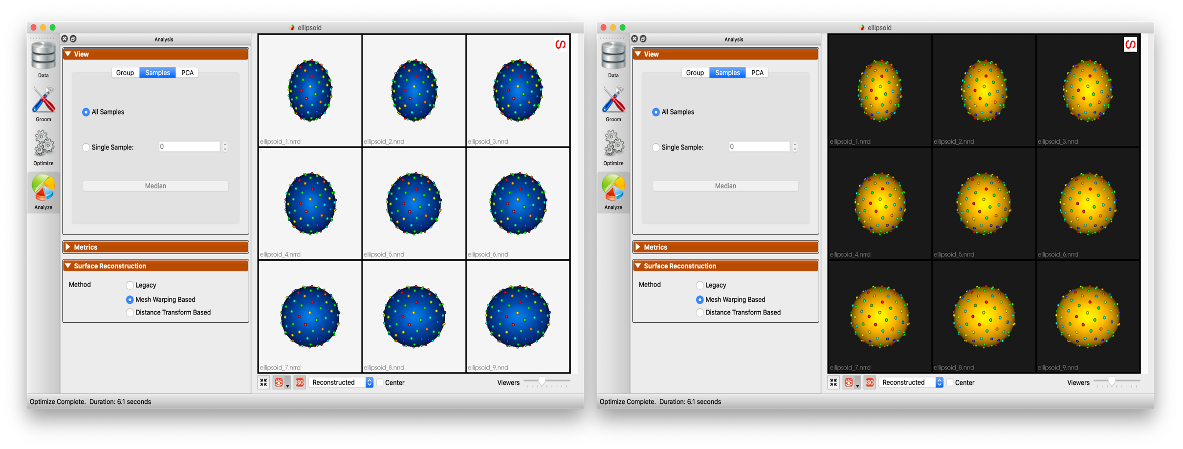 ellipsoid
Analysis
Data
Groom
Optimize
Analyze
View
Group Samples PCA
All Samples
Single Sample: 0
Median
Metrics
Surface Reconstruction
Method Legacy
Mesh Warping Based
Distance Transform Based
S
ellipsoid_1.nrrd ellipsoid_2.nrrd ellipsoid_3.nrrd
ellipsoid_4.nrrd ellipsoid_5.nrrd ellipsoid_6.nrrd
ellipsoid_7.nrrd ellipsoid_8.nrrd ellipsoid_9.nrrd
ISO Reconstructed Center Viewers
Optimize Complete. Duration: 6.1 seconds
ellipsoid
Analysis
Data
Groom
Optimize
Analyze
View
Group Samples PCA
All Samples
Single Sample: 0
Median
Metrics
Surface Reconstruction
Method Legacy
Mesh Warping Based
Distance Transform Based
S
ellipsoid_1.nrrd ellipsoid_2.nrrd ellipsoid_3.nrrd
ellipsoid_4.nrrd ellipsoid_5.nrrd ellipsoid_6.nrrd
ellipsoid_7.nrrd ellipsoid_8.nrrd ellipsoid_9.nrrd
ISO Reconstructed Center Viewers
Optimize Complete. Duration: 6.1 seconds